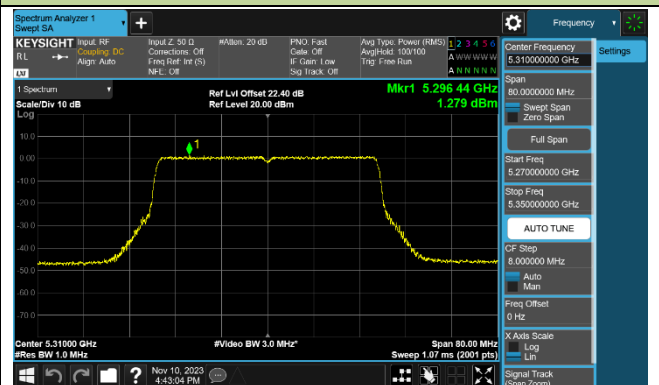 Spectrum Analyzer 1
Swept SA
Frequency
KEYSIGHT
RL
LXI
Input: RF
Coupling: DC
Align: Auto
Input Z: 50 Ω
Corrections: Off
Freq Ref: Int (S)
NFE: Off
#Atten: 20 dB
PNO: Fast
Gate: Off
IF Gain: Low
Sig Track: Off
Avg Type: Power (RMS)
Avg|Hold: 100/100
Trig: Free Run
1 2 3 4 5 6
A W W W W W
A N N N N N
1 Spectrum
Scale/Div 10 dB
Log
Ref Lvl Offset 22.40 dB
Ref Level 20.00 dBm
Mkr1 5.296 44 GHz
1.279 dBm
1
10.0
0.00
-10.0
-20.0
-30.0
-40.0
-50.0
-60.0
-70.0
Center 5.31000 GHz
#Res BW 1.0 MHz
#Video BW 3.0 MHz*
Span 80.00 MHz
Sweep 1.07 ms (2001 pts)
Nov 10, 2023
4:43:04 PM
Center Frequency
5.310000000 GHz
Settings
Span
80.0000000 MHz
Swept Span
Zero Span
Full Span
Start Freq
5.270000000 GHz
Stop Freq
5.350000000 GHz
AUTO TUNE
CF Step
8.000000 MHz
Auto
Man
Freq Offset
0 Hz
X Axis Scale
Log
Lin
Signal Track
(Span Zoom)